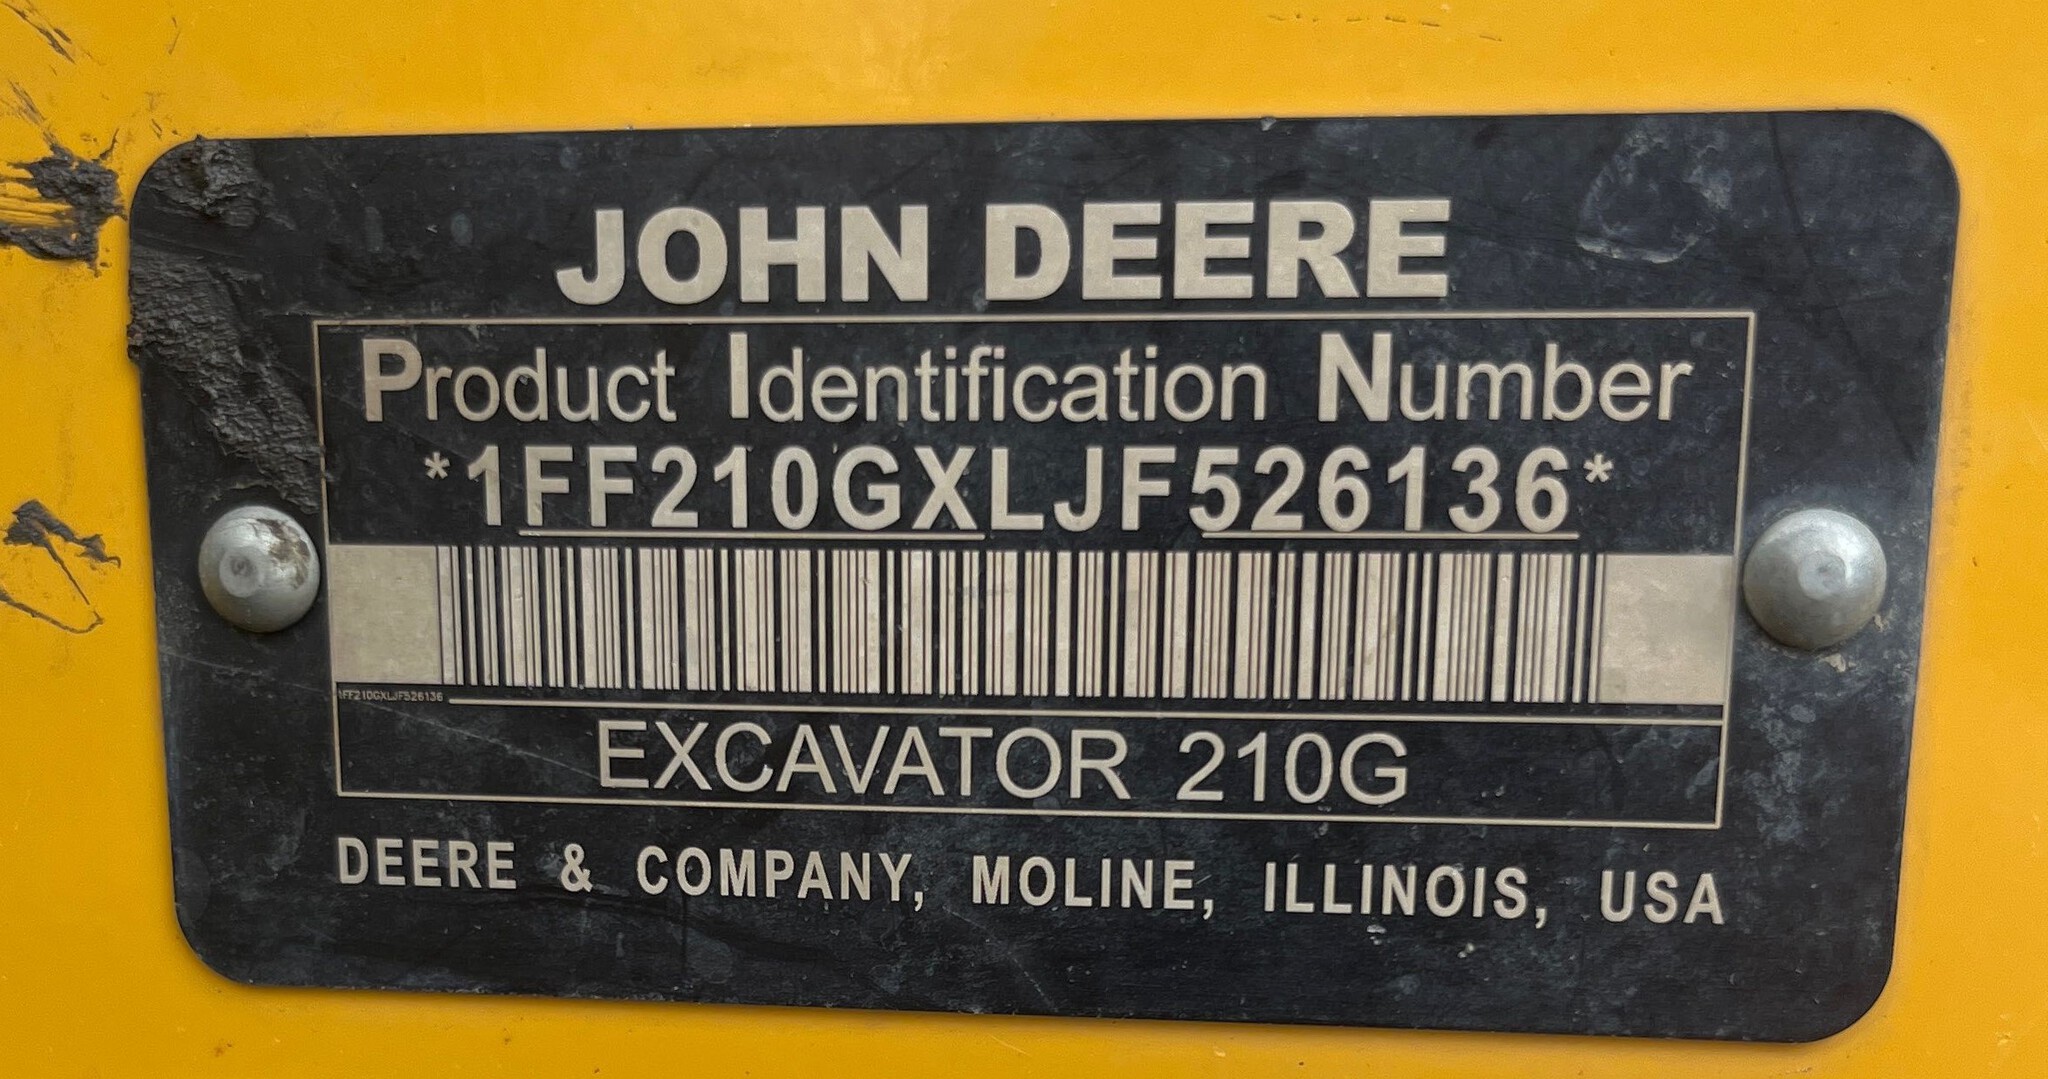 JOHN DEERE
Product Identification Number
*1FF210GXLJF526136*
1FF210GXLJF526136
EXCAVATOR 210G
DEERE & COMPANY, MOLINE, ILLINOIS, USA